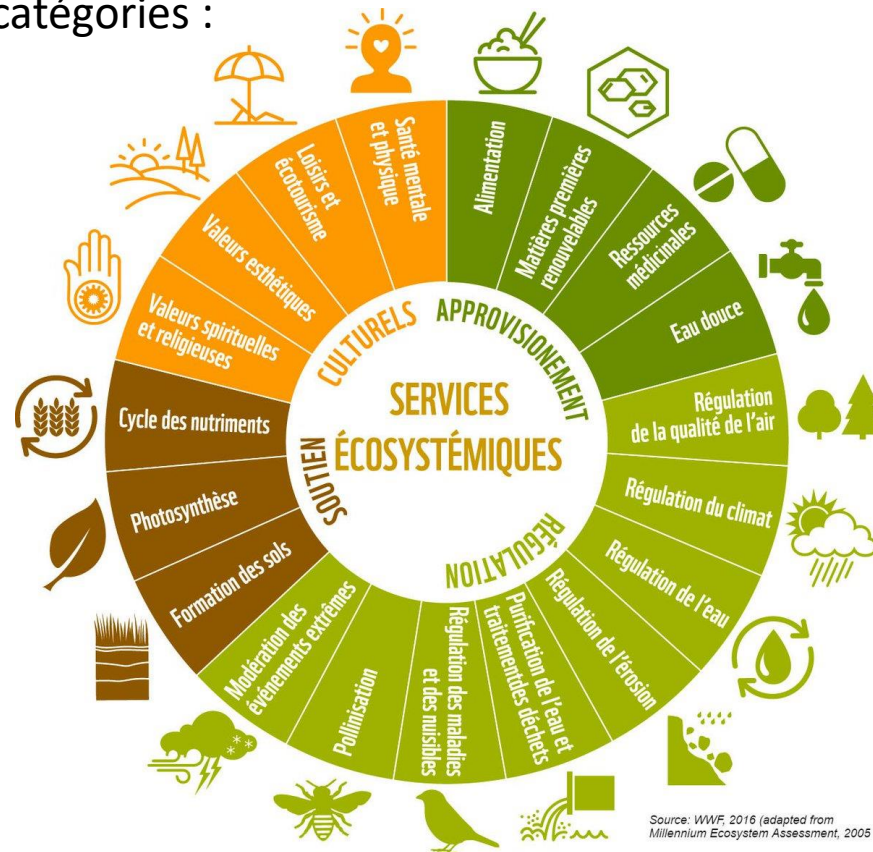 catégories :
Santé mentale
et physique
Loisirs et
écotourisme
Valeurs esthétiques
Valeurs spirituelles
et religieuses
Alimentation
Matières premières
renouvelables
Ressources
médicinales
Eau douce
CULTURELS
APPROVISIONEMENT
SERVICES
ÉCOSYSTÉMIQUES
SOUTIEN
RÉGULATION
Cycle des nutriments
Photosynthèse
Formation des sols
Régulation
de la qualité de l'air
Régulation du climat
Régulation de l'eau
Régulation de l'érosion
Purification de l'eau et
traitementdes déchets
Régulation des maladies
et des nuisibles
Pollinisation
Modération des
événements extrêmes
Source: WWF, 2016 (adapted from
Millennium Ecosystem Assessment, 2005